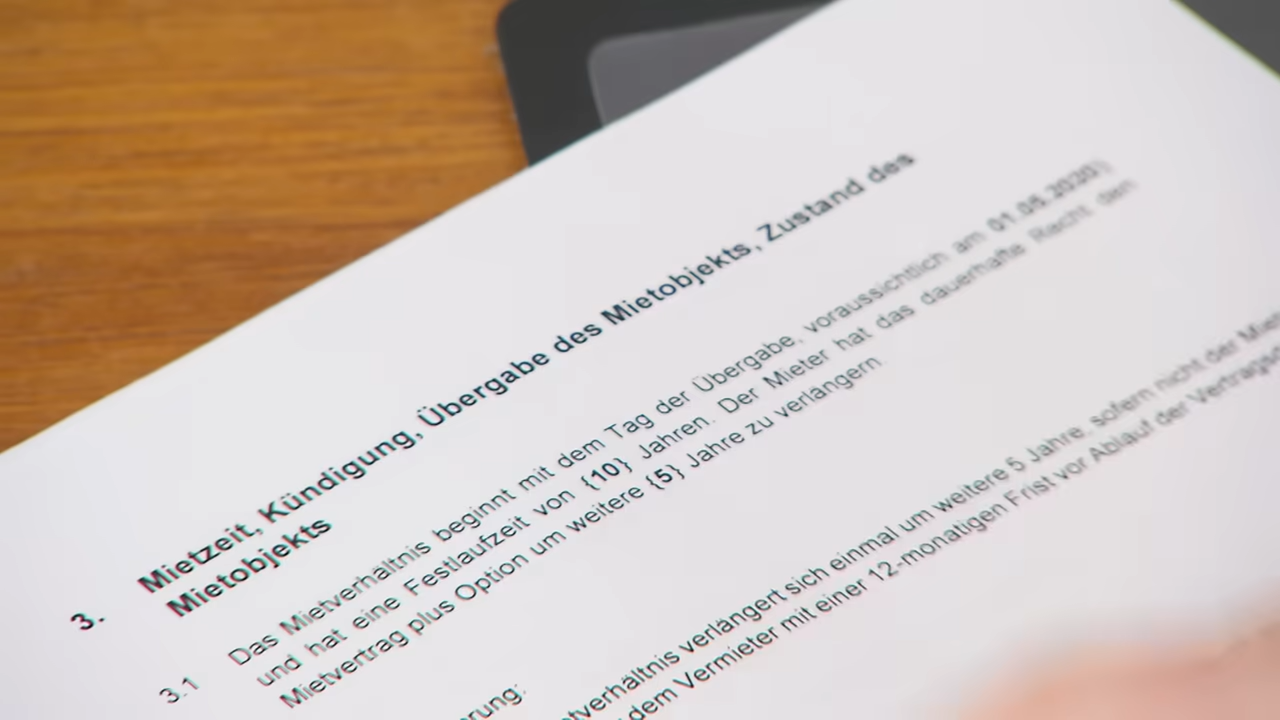 3. Mietzeit, Kündigung, Übergabe des Mietobjekts, Zustand des
Mietobjekts
3.1 Das Mietverhältnis beginnt mit dem Tag der Übergabe, voraussichtlich am 01.05.2020,
und hat eine Festlaufzeit von {10} Jahren. Der Mieter hat das dauerhafte Recht den
Mietvertrag plus Option um weitere {5} Jahre zu verlängern.
erung:
etverhältnis verlängert sich einmal um weitere 5 Jahre, sofern nicht der Miet
dem Vermieter mit einer 12-monatigen Frist vor Ablauf der Vertrags